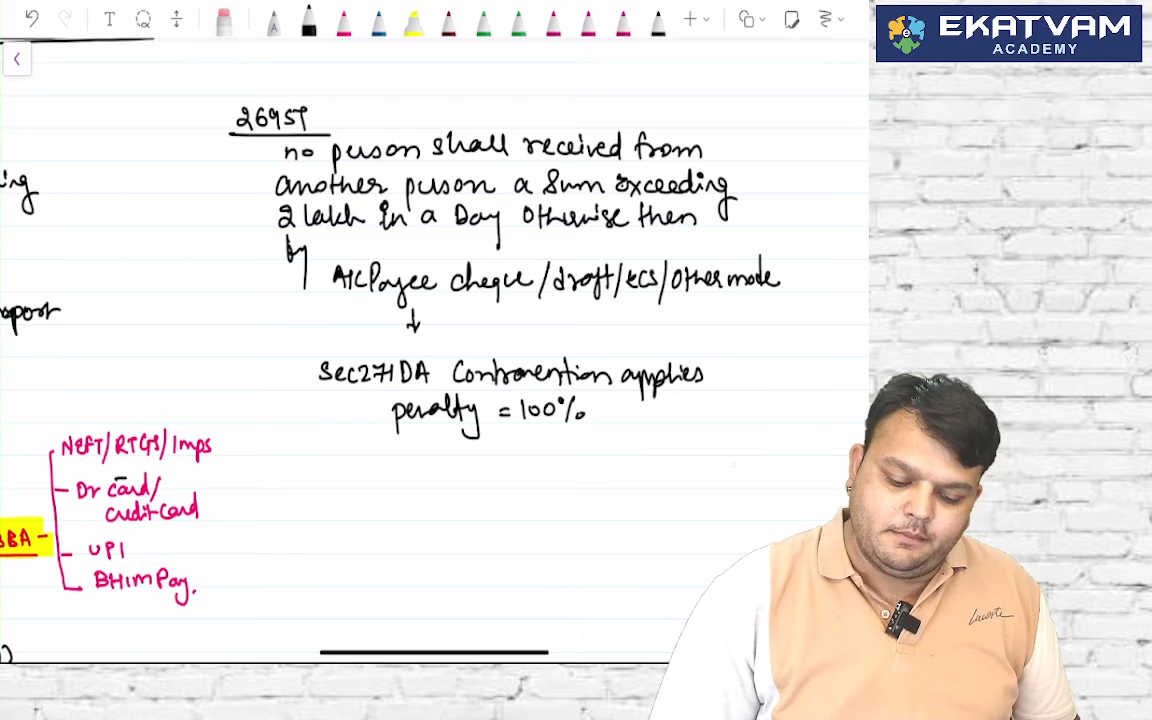 EKATVAM
ACADEMY
269ST
no person shall received from
another person a sum exceeding
2 lakh in a Day otherwise then
by
A/c Payee cheque/draft/ECS/other mode
Sec 271DA Contravention applies
penalty = 100%
ing
port
NEFT/RTGS/Imps
Dr card/
credit card
BA
UPI
BHIM Pay.
Lacoste